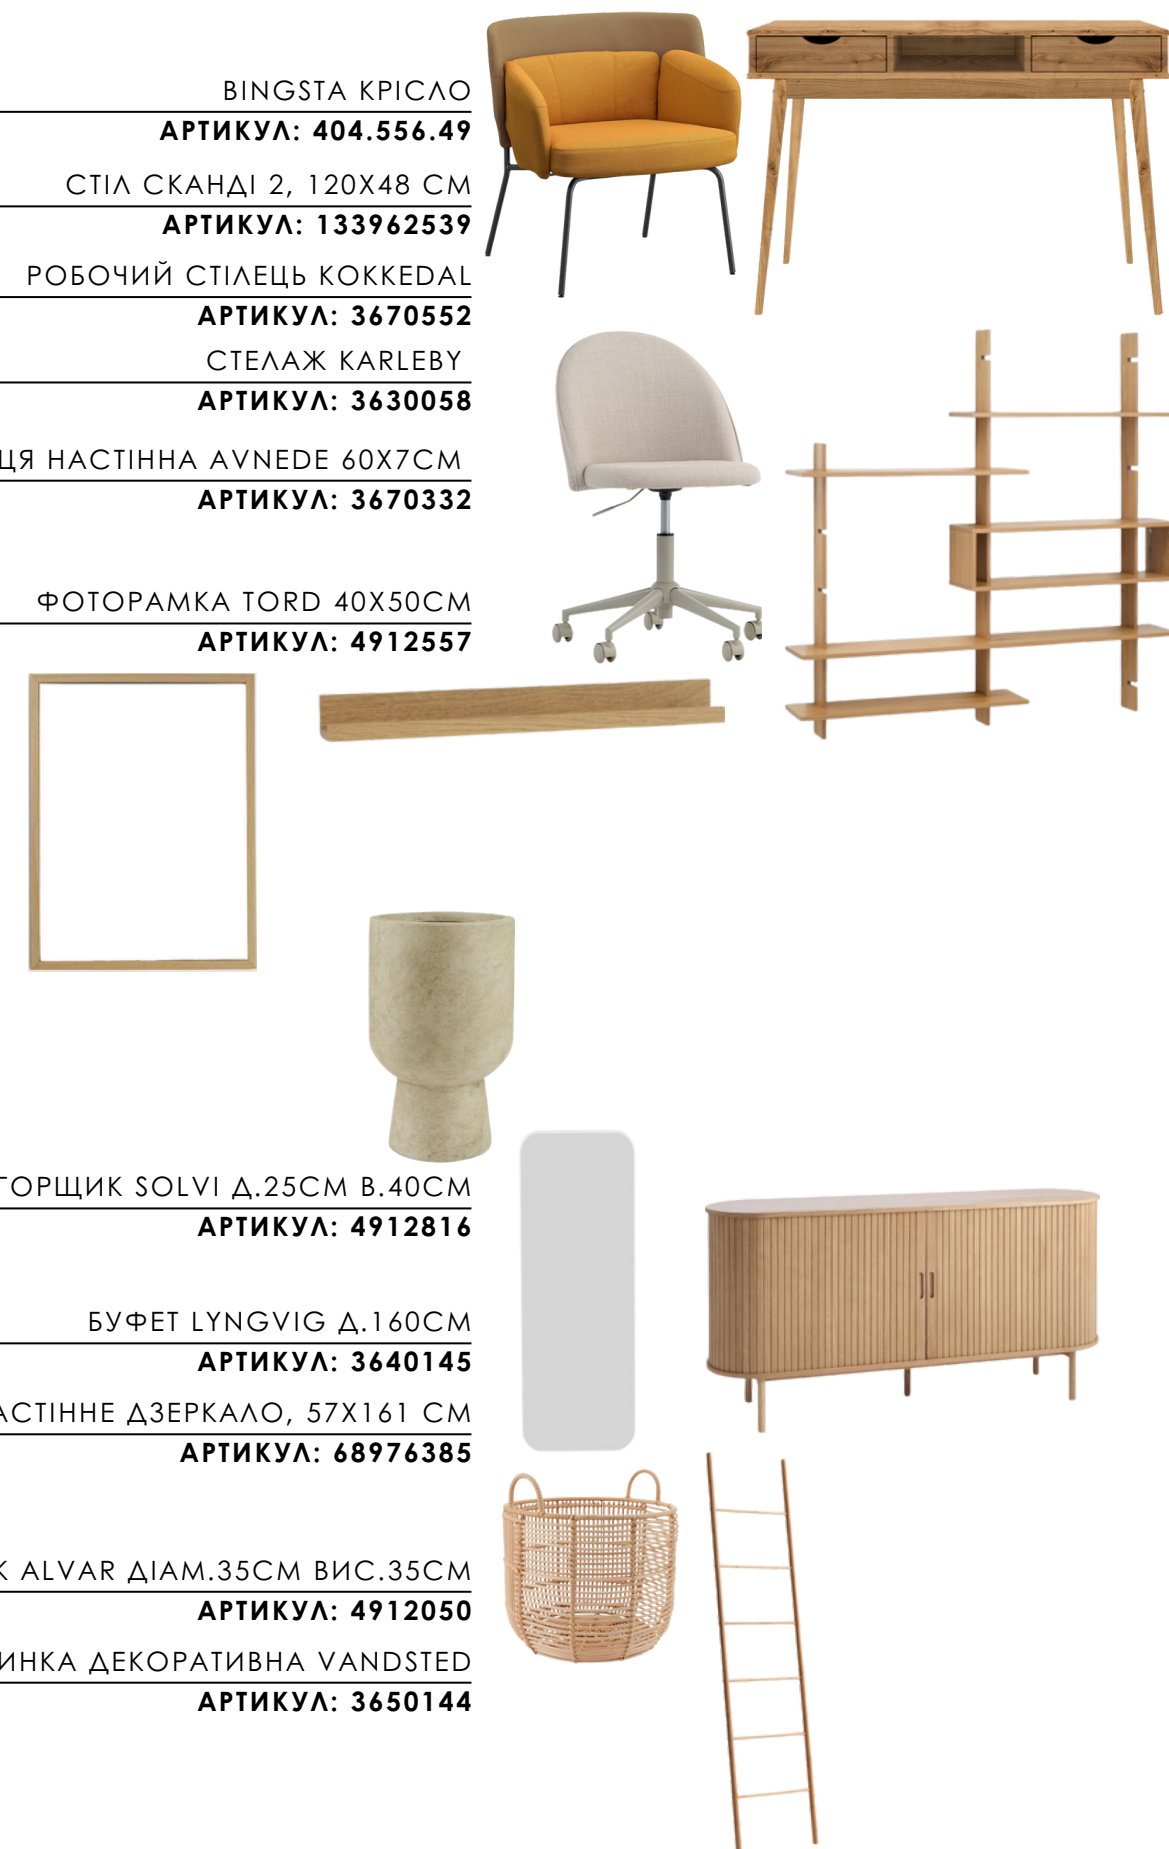 BINGSTA КРІСЛО
АРТИКУЛ: 404.556.49
СТІЛ СКАНДІ 2, 120Х48 СМ
АРТИКУЛ: 133962539
РОБОЧИЙ СТІЛЕЦЬ KOKKEDAL
АРТИКУЛ: 3670552
СТЕЛАЖ KARLEBY
АРТИКУЛ: 3630058
НАСТІННА AVNEDE 60Х7СМ
АРТИКУЛ: 3670332
ФОТОРАМКА TORD 40Х50СМ
АРТИКУЛ: 4912557
ГОРЩИК SOLVI Д.25СМ В.40СМ
АРТИКУЛ: 4912816
БУФЕТ LYNGVIG Д.160СМ
АРТИКУЛ: 3640145
ДЗЕРКАЛО, 57Х161 СМ
АРТИКУЛ: 68976385
ALVAR ДІАМ.35СМ ВИС.35СМ
АРТИКУЛ: 4912050
ДЕКОРАТИВНА VANDSTED
АРТИКУЛ: 3650144